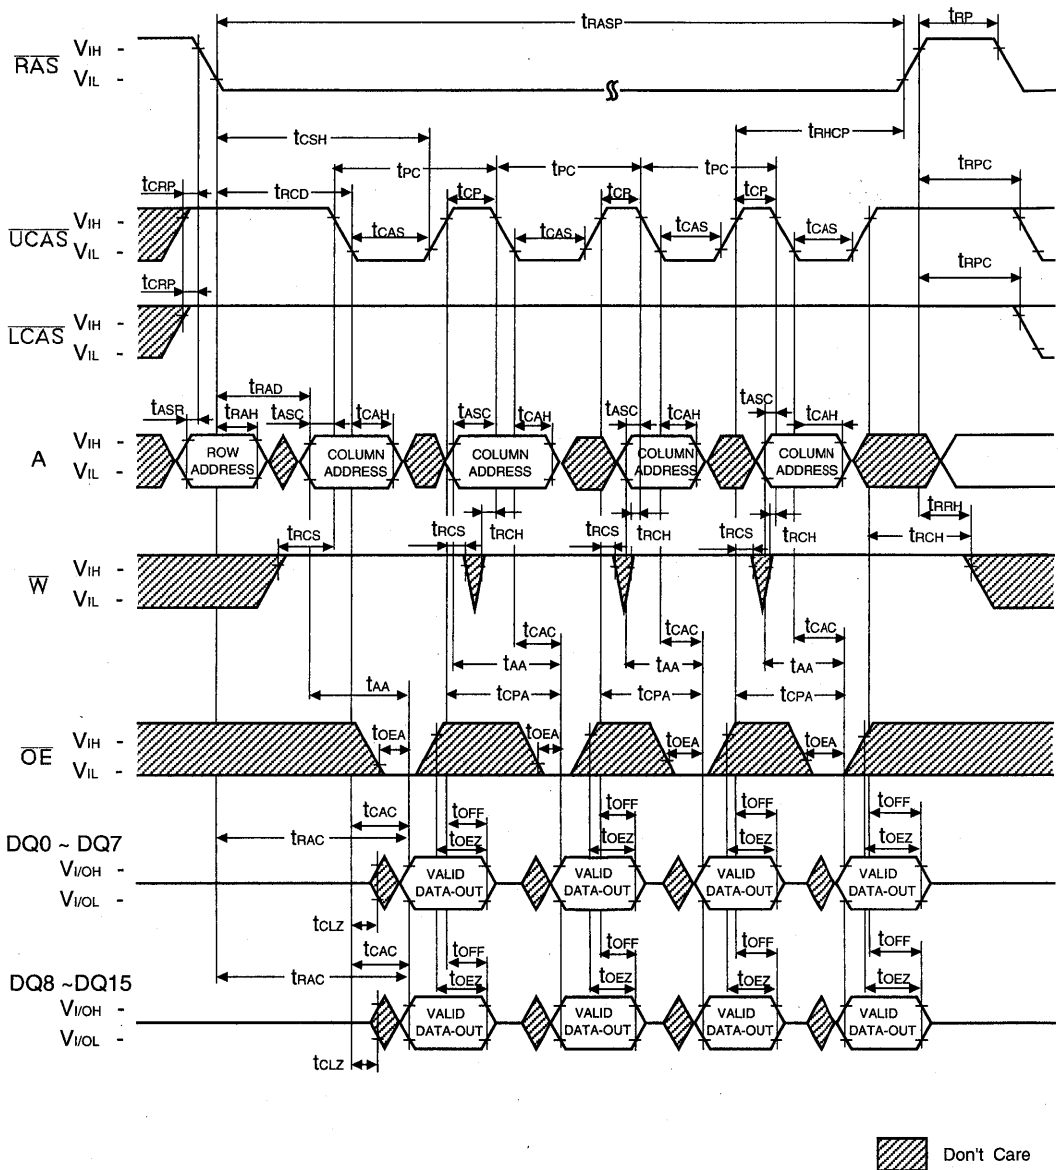 tRASP tRP
RAS VIH -
VIL -
tCSH tRHCP
tPC tPC tPC
tCRP tRCD tCP tCP tCP tRPC
UCAS VIH -
VIL -
tCAS tCAS tCAS tCAS
tCRP tRPC
LCAS VIH -
VIL -
tRAD
tASR tRAH tASC tCAH tASC tCAH tASC tCAH tASC tCAH
A VIH -
VIL -
ROW ADDRESS COLUMN ADDRESS COLUMN ADDRESS COLUMN ADDRESS COLUMN ADDRESS
tRRH
tRCS tRCS tRCH tRCS tRCH tRCS tRCH tRCH
W VIH -
VIL -
tCAC tCAC tCAC
tAA tAA tAA
tAA tCPA tCPA tCPA
OE VIH -
VIL -
tOEA tOEA tOEA tOEA
tCAC tOFF tOFF tOFF tOFF
tRAC tOEZ tOEZ tOEZ tOEZ
DQ0 ~ DQ7
VI/OH -
VI/OL -
VALID DATA-OUT VALID DATA-OUT VALID DATA-OUT VALID DATA-OUT
tCLZ
tCAC tOFF tOFF tOFF tOFF
tRAC tOEZ tOEZ tOEZ tOEZ
DQ8 ~DQ15
VI/OH -
VI/OL -
VALID DATA-OUT VALID DATA-OUT VALID DATA-OUT VALID DATA-OUT
tCLZ
Don't Care